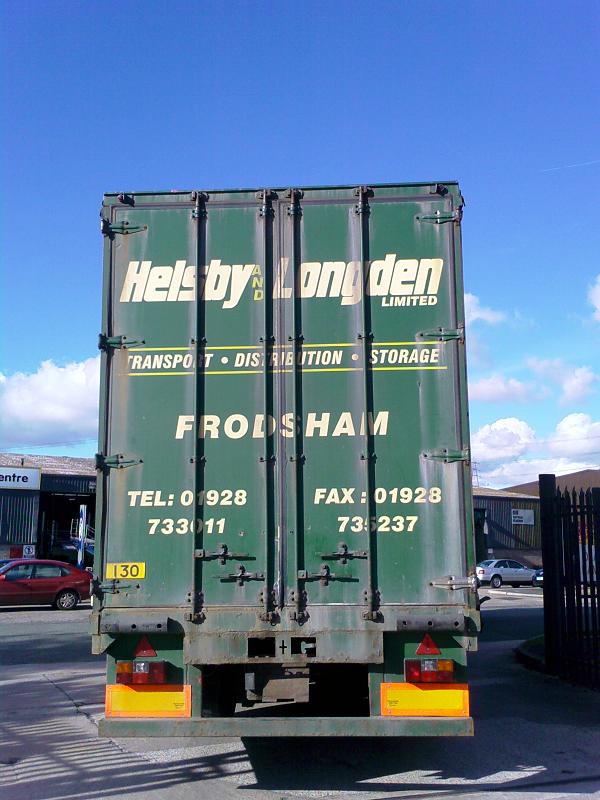 Helsby AND Longden
LIMITED
TRANSPORT • DISTRIBUTION • STORAGE
FRODSHAM
TEL: 01928 FAX: 01928
733011 735237
130
entre
M+G